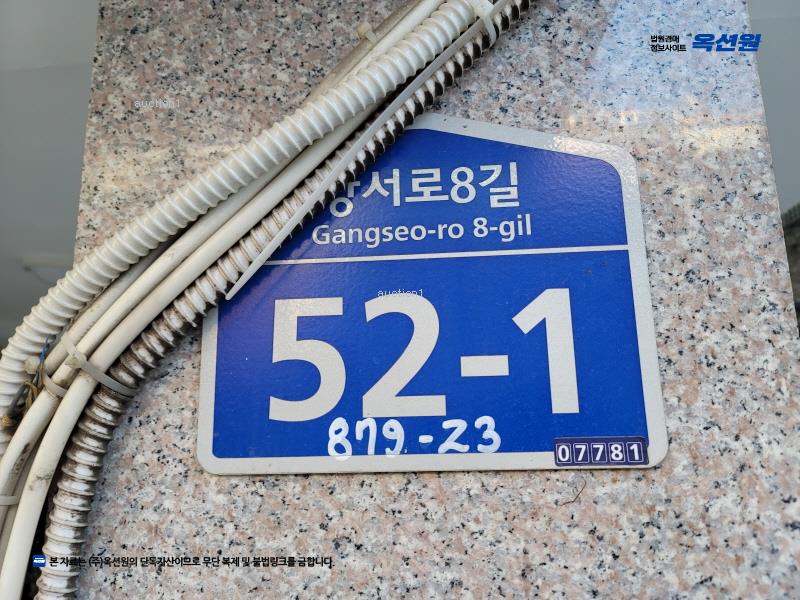 법원경매
정보사이트 옥션원
auction1
강서로8길
Gangseo-ro 8-gil
auction1
52-1
879-23
07781
본 자료는 (주)옥션원의 단독자산이므로 무단 복제 및 불법링크를 금합니다.